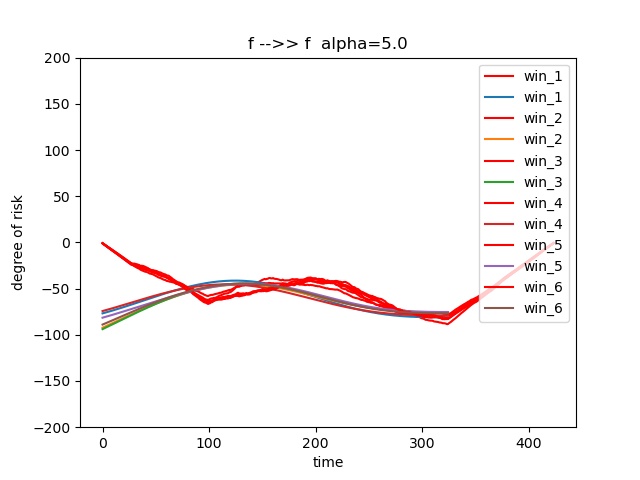 f -->> f  alpha=5.0
degree of risk
200
150
100
50
0
−50
−100
−150
−200
0
100
200
300
400
time
win_1
win_1
win_2
win_2
win_3
win_3
win_4
win_4
win_5
win_5
win_6
win_6